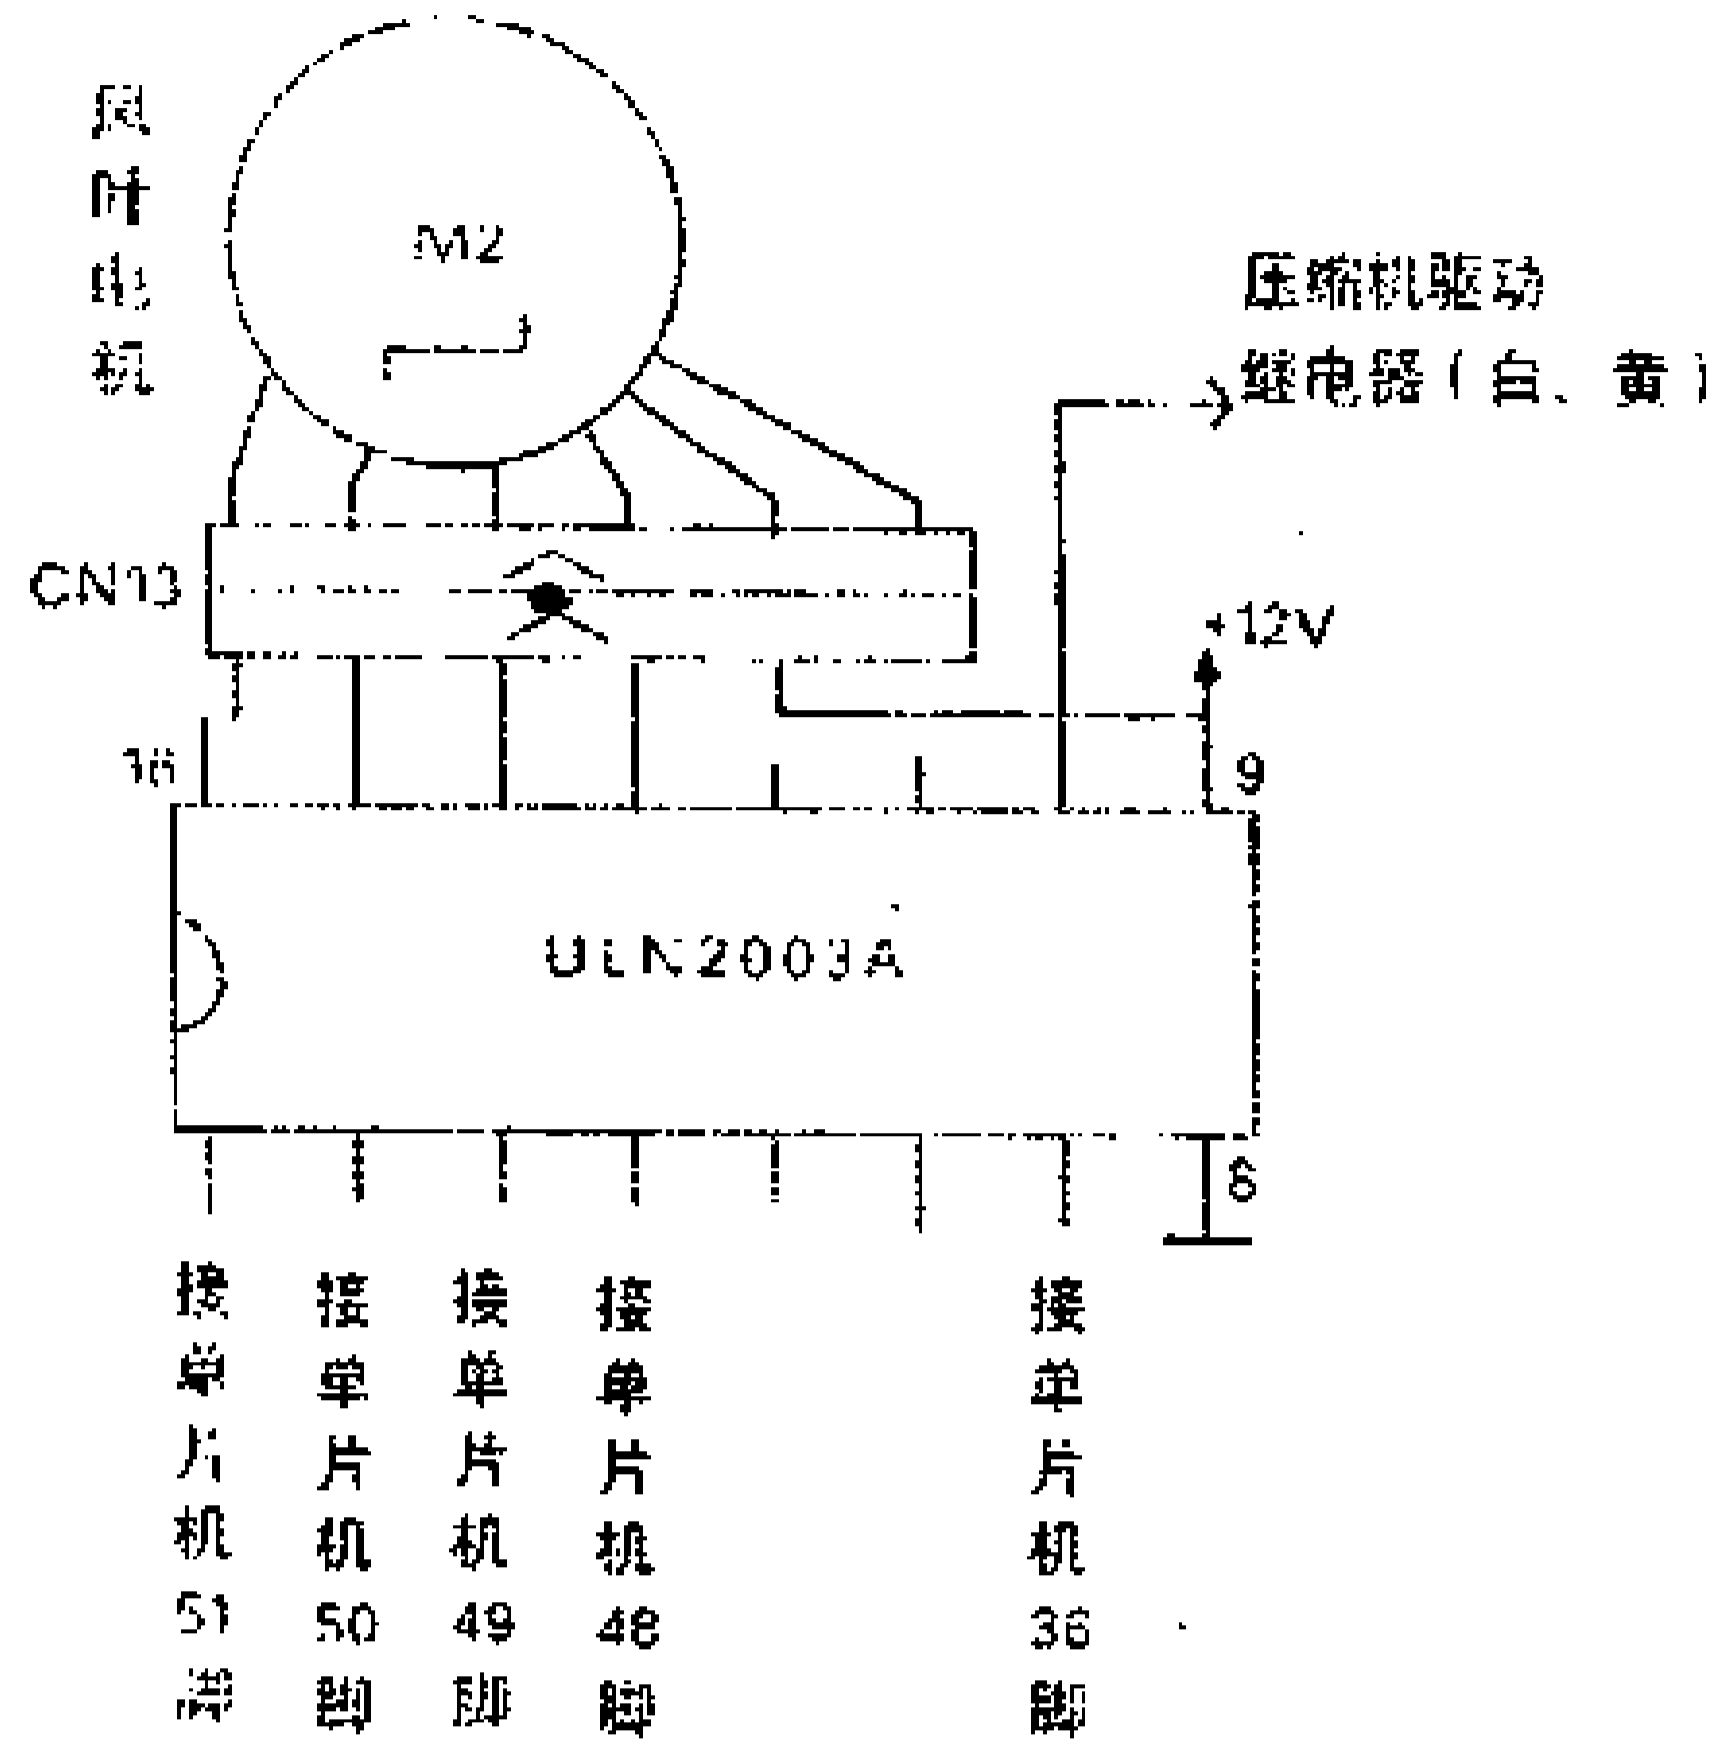 风叶电机
M2
压缩机驱动
继电器(白、黄)
CN13
+12V
16
9
ULN2003A
8
接单片机51脚
接单片机50脚
接单片机49脚
接单片机48脚
接单片机36脚